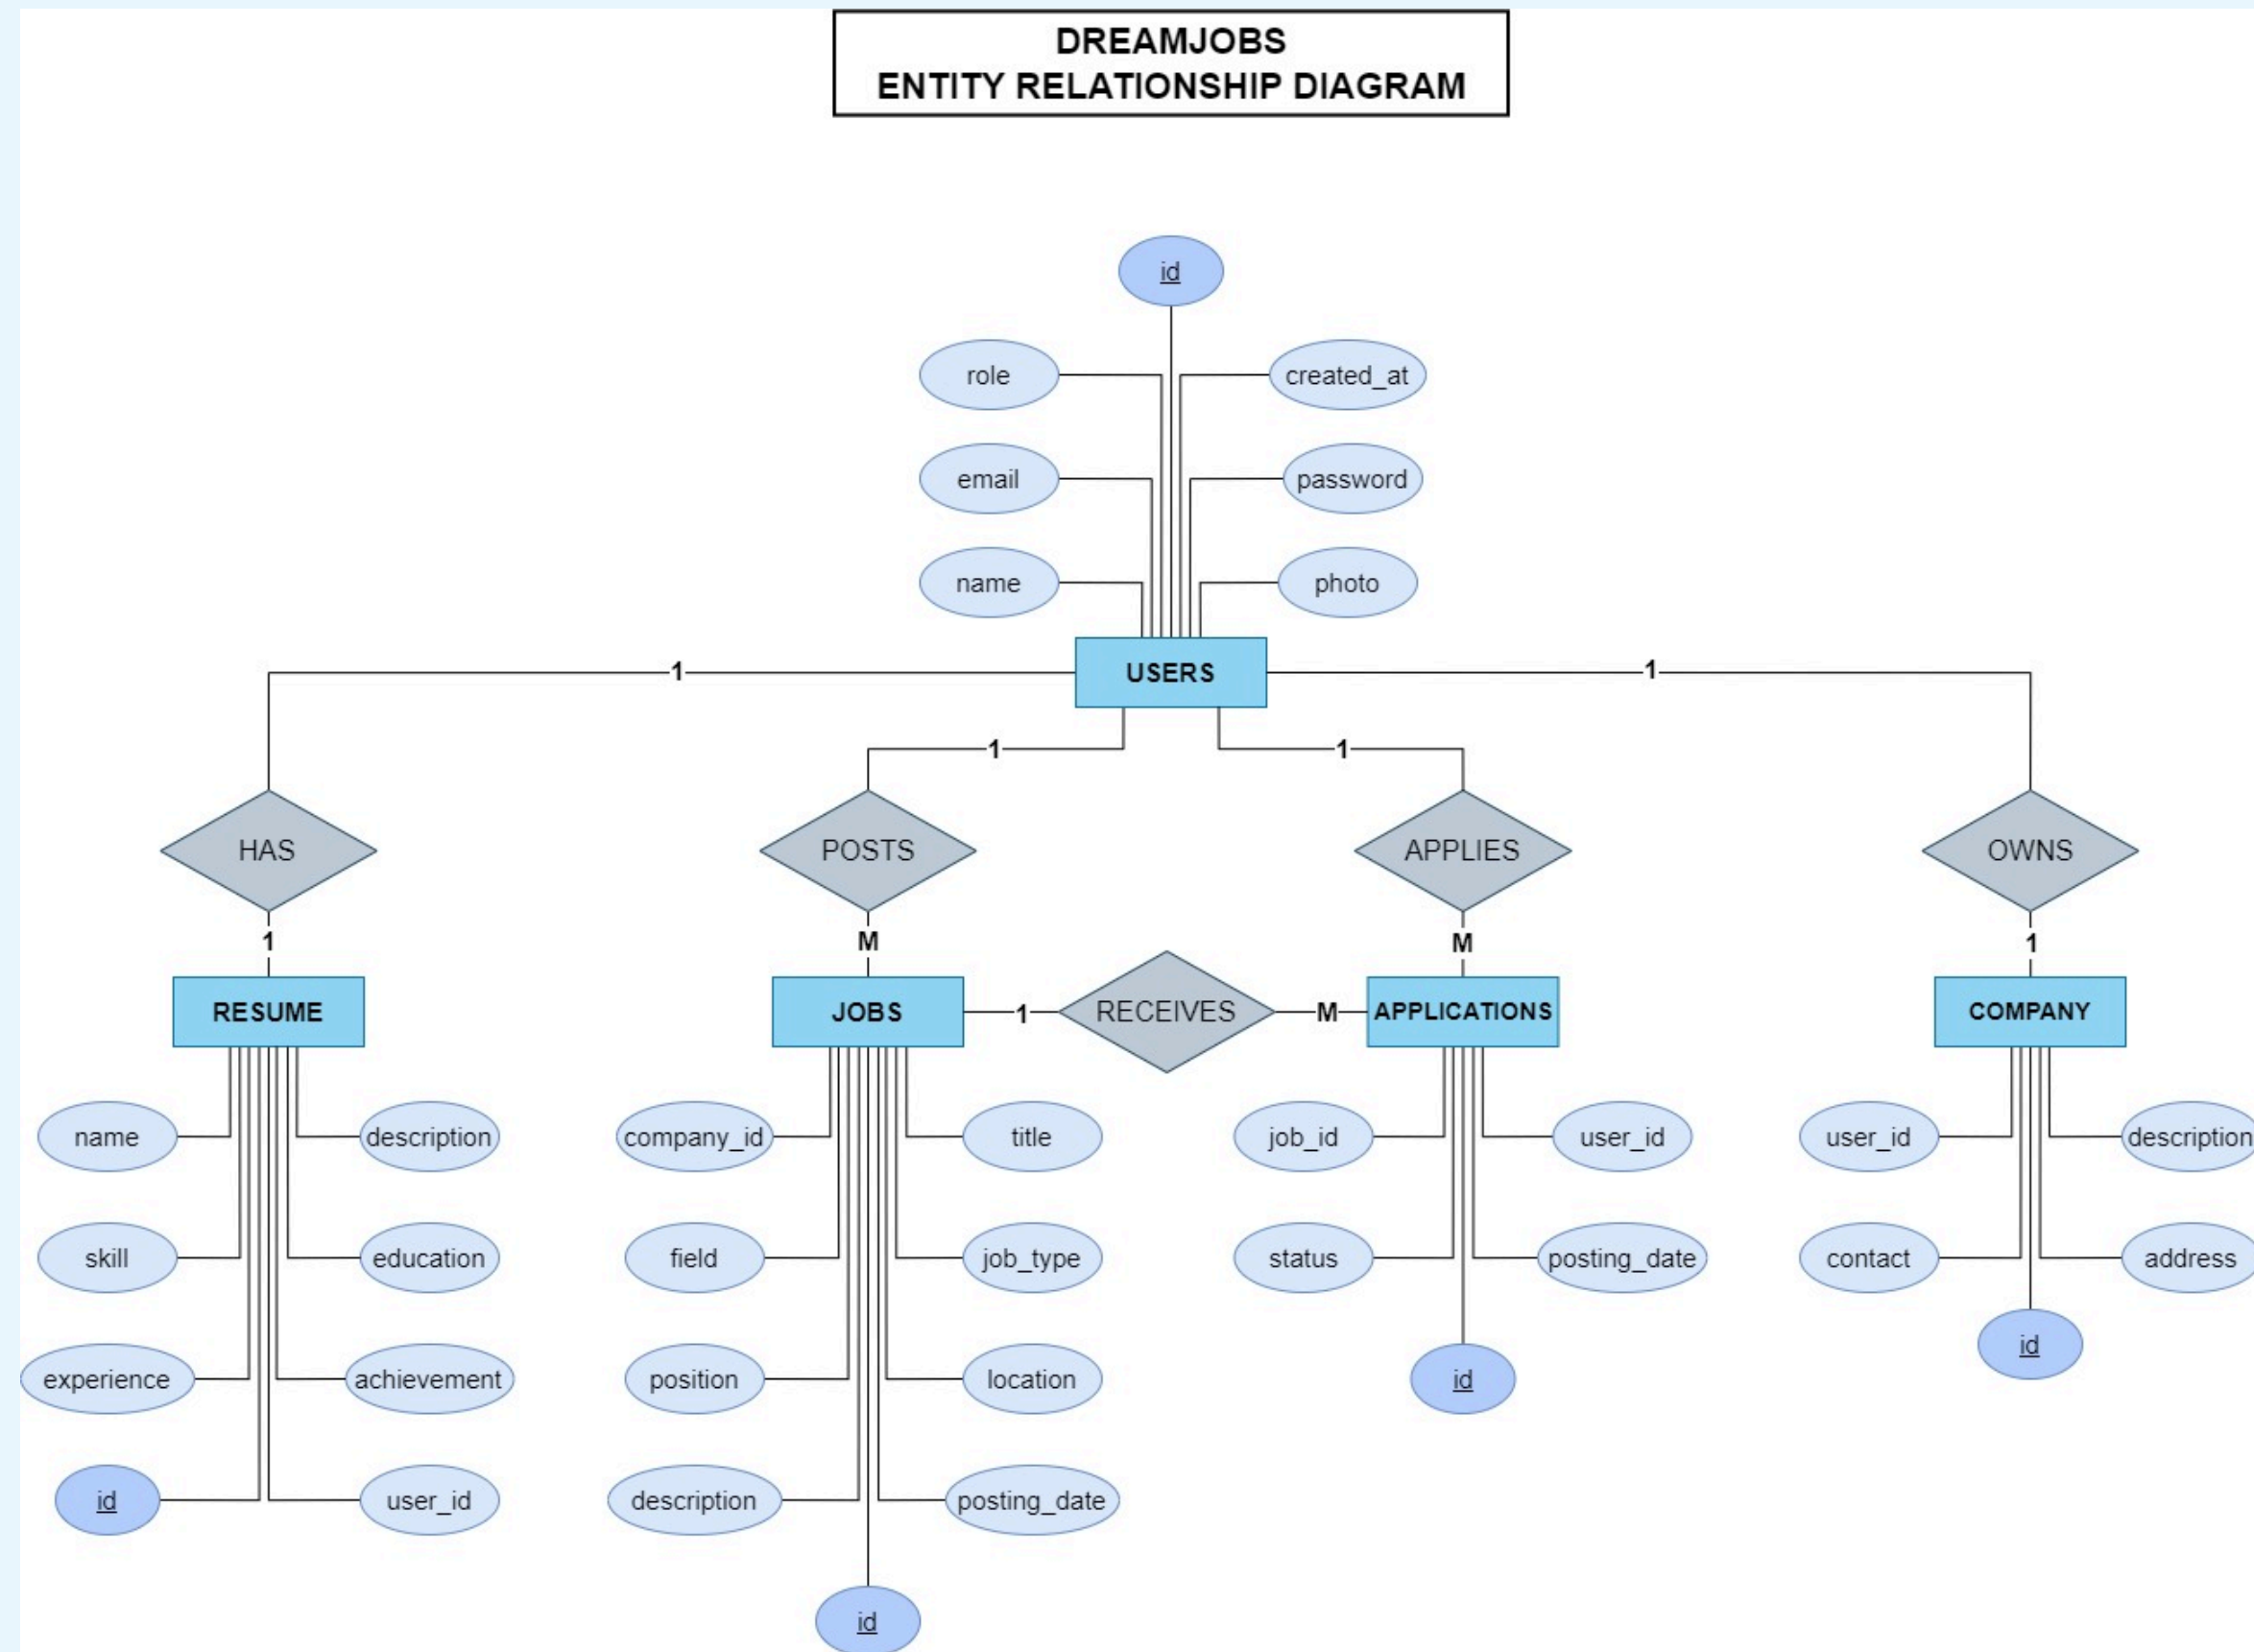 DREAMJOBS
ENTITY RELATIONSHIP DIAGRAM
id
role
created_at
email
password
name
photo
USERS
1
1
1
1
HAS
POSTS
APPLIES
OWNS
1
M
M
1
RESUME
JOBS
1
RECEIVES
M
APPLICATIONS
COMPANY
name
description
company_id
title
job_id
user_id
user_id
description
skill
education
field
job_type
status
posting_date
contact
address
experience
achievement
position
location
id
id
id
user_id
description
posting_date
id